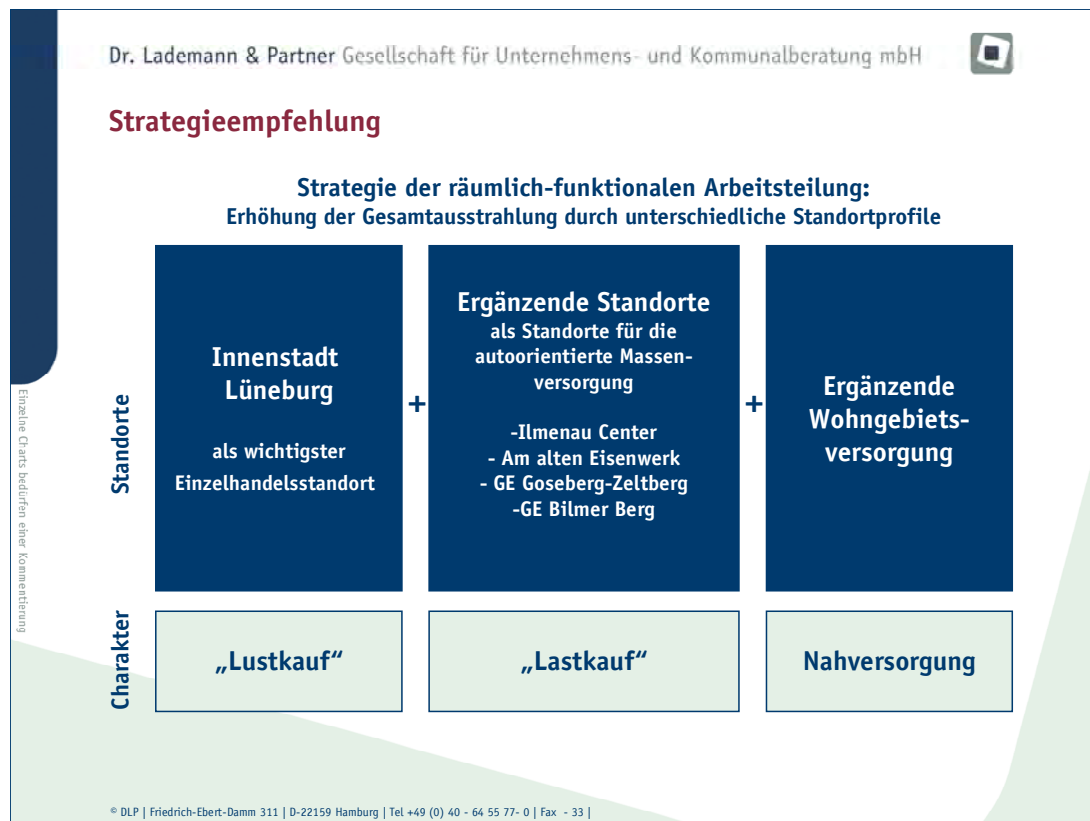 Dr. Lademann & Partner Gesellschaft für Unternehmens- und Kommunalberatung mbH
Strategieempfehlung
Strategie der räumlich-funktionalen Arbeitsteilung:
Erhöhung der Gesamtausstrahlung durch unterschiedliche Standortprofile
Standorte
Innenstadt
Lüneburg
als wichtigster
Einzelhandelsstandort
+
Ergänzende Standorte
als Standorte für die
autoorientierte Massen-
versorgung
-Ilmenau Center
- Am alten Eisenwerk
- GE Goseberg-Zeltberg
-GE Bilmer Berg
+
Ergänzende
Wohngebiets-
versorgung
Charakter
„Lustkauf“
„Lastkauf“
Nahversorgung
Einzelne Charts bedürfen einer Kommentierung
© DLP | Friedrich-Ebert-Damm 311 | D-22159 Hamburg | Tel +49 (0) 40 - 64 55 77- 0 | Fax - 33 |